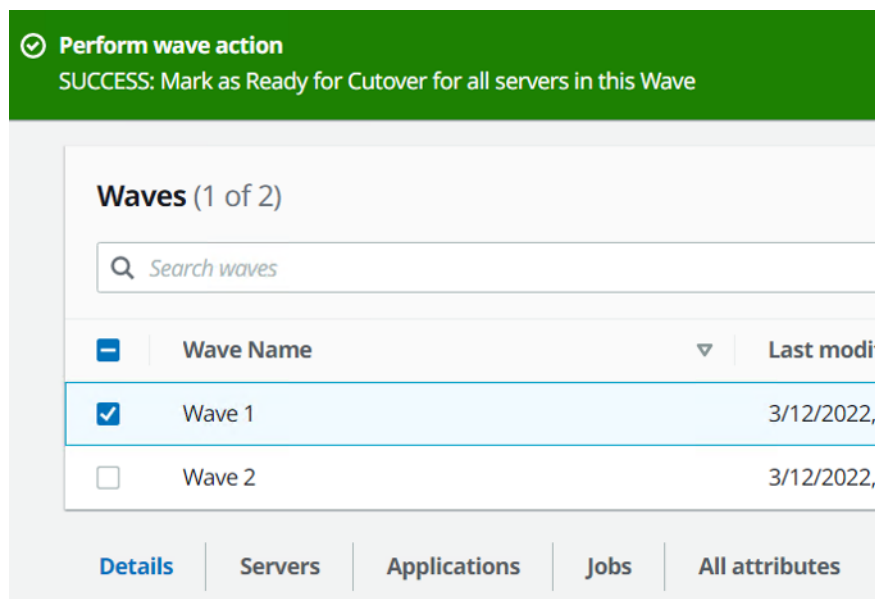 Perform wave action
SUCCESS: Mark as Ready for Cutover for all servers in this Wave
Waves (1 of 2)
Search waves
Wave Name Last modi
Wave 1 3/12/2022,
Wave 2 3/12/2022,
Details Servers Applications Jobs All attributes